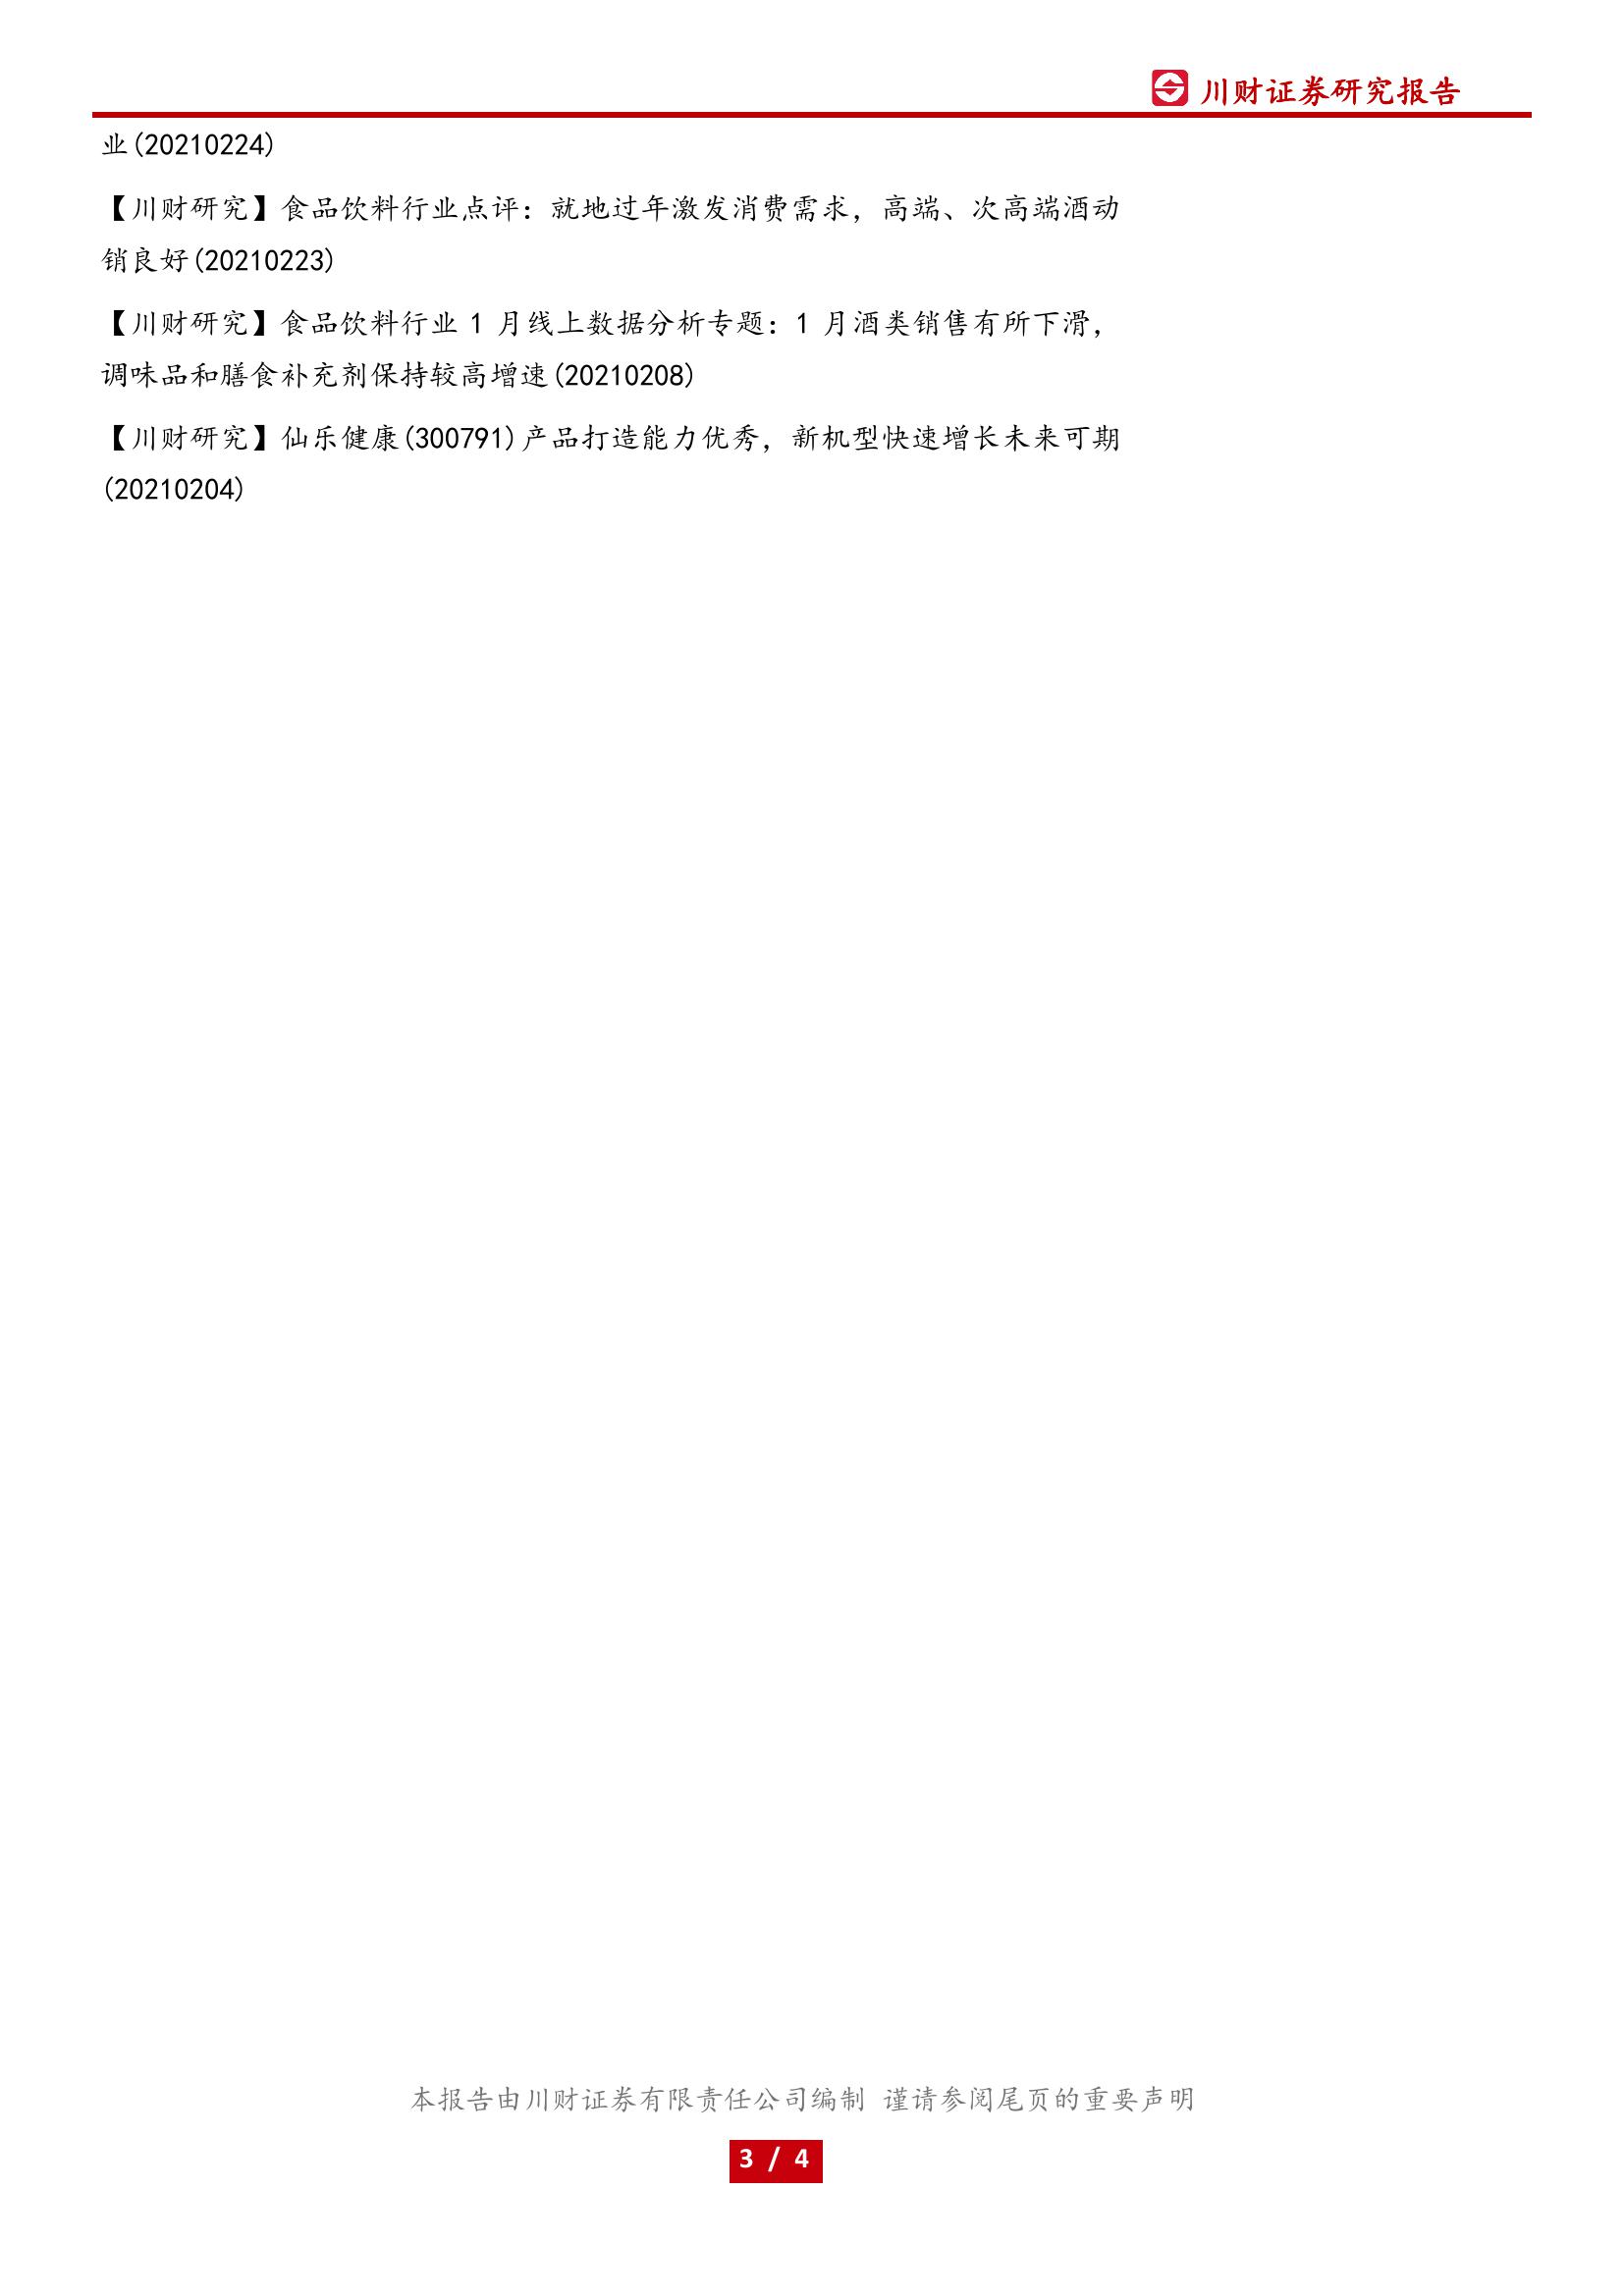 川财证券研究报告
业(20210224)
【川财研究】食品饮料行业点评：就地过年激发消费需求，高端、次高端酒动
销良好(20210223)
【川财研究】食品饮料行业 1 月线上数据分析专题：1 月酒类销售有所下滑，
调味品和膳食补充剂保持较高增速(20210208)
【川财研究】仙乐健康(300791)产品打造能力优秀，新机型快速增长未来可期
(20210204)
本报告由川财证券有限责任公司编制 谨请参阅尾页的重要声明
3 / 4